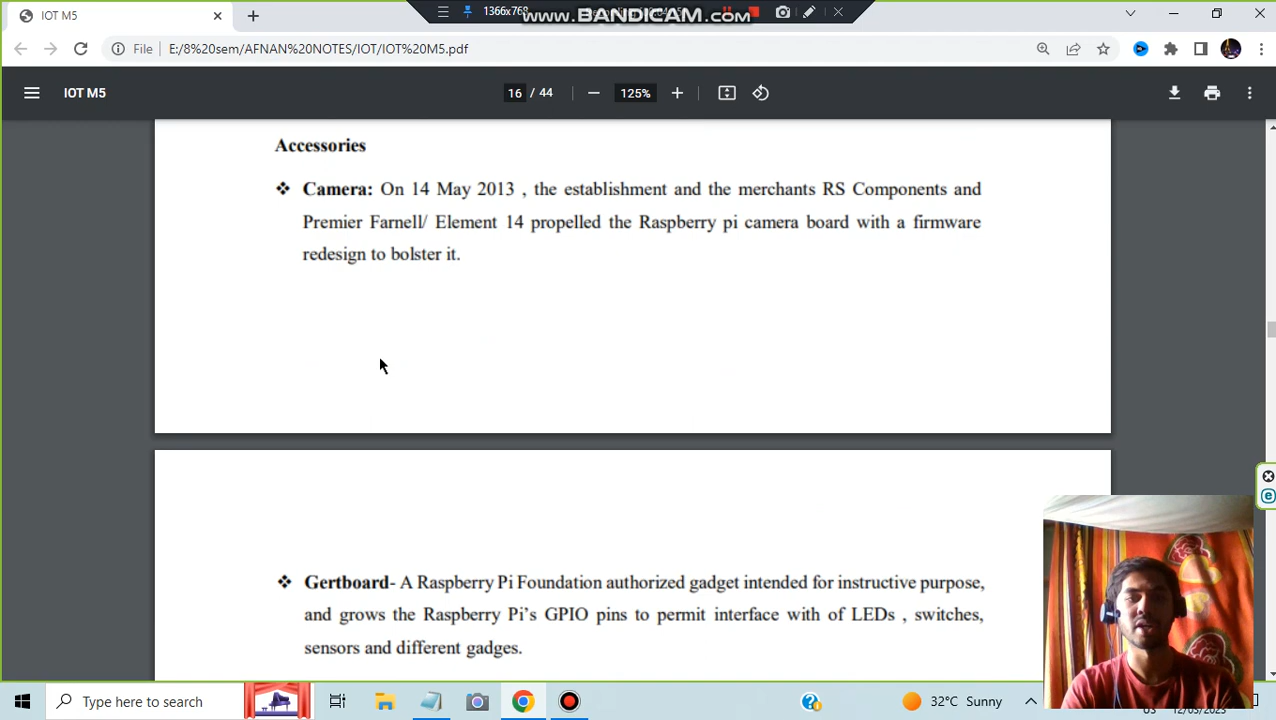 IOT M5
1366x768
www.BANDICAM.com
File
E:/8%20sem/AFNAN%20NOTES/IOT/IOT%20M5.pdf
IOT M5
16 / 44
125%
Accessories
❖ Camera: On 14 May 2013 , the establishment and the merchants RS Components and
Premier Farnell/ Element 14 propelled the Raspberry pi camera board with a firmware
redesign to bolster it.
❖ Gertboard- A Raspberry Pi Foundation authorized gadget intended for instructive purpose,
and grows the Raspberry Pi's GPIO pins to permit interface with of LEDs , switches,
sensors and different gadges.
Type here to search
32°C Sunny